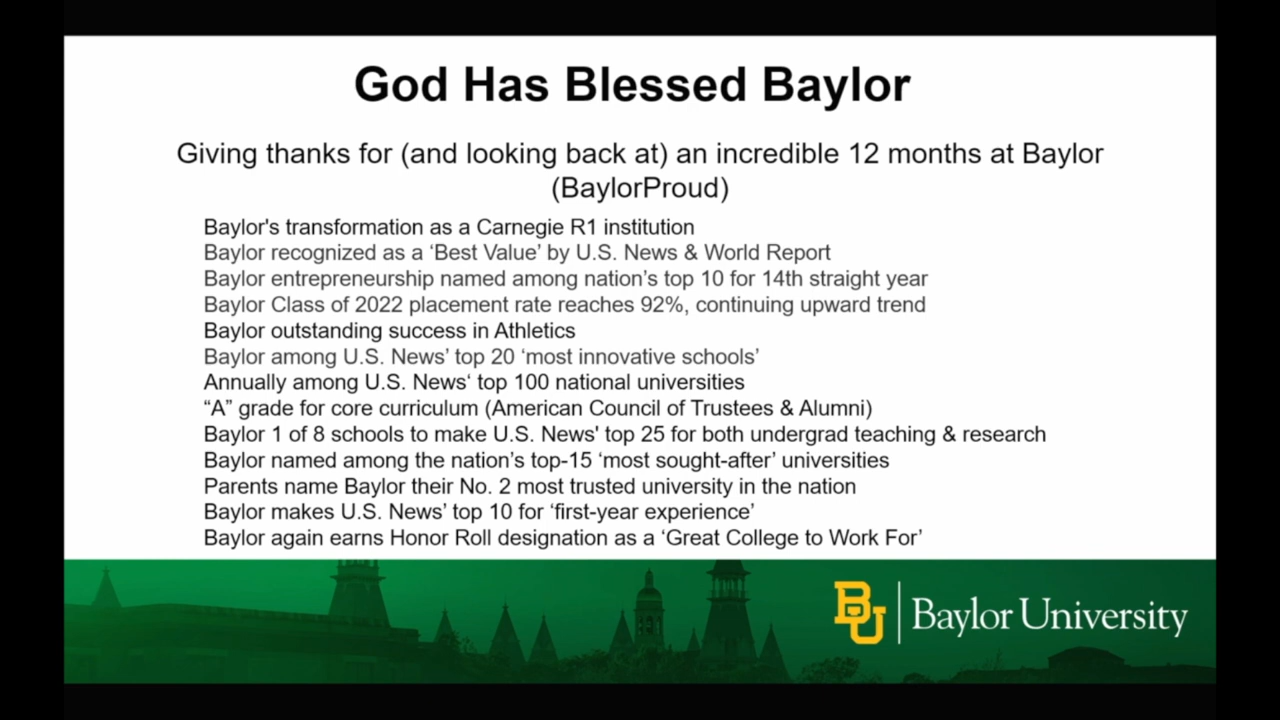 God Has Blessed Baylor
Giving thanks for (and looking back at) an incredible 12 months at Baylor
(BaylorProud)
Baylor's transformation as a Carnegie R1 institution
Baylor recognized as a ‘Best Value’ by U.S. News & World Report
Baylor entrepreneurship named among nation’s top 10 for 14th straight year
Baylor Class of 2022 placement rate reaches 92%, continuing upward trend
Baylor outstanding success in Athletics
Baylor among U.S. News’ top 20 ‘most innovative schools’
Annually among U.S. News‘ top 100 national universities
“A” grade for core curriculum (American Council of Trustees & Alumni)
Baylor 1 of 8 schools to make U.S. News' top 25 for both undergrad teaching & research
Baylor named among the nation’s top-15 ‘most sought-after’ universities
Parents name Baylor their No. 2 most trusted university in the nation
Baylor makes U.S. News’ top 10 for ‘first-year experience’
Baylor again earns Honor Roll designation as a ‘Great College to Work For’
BU Baylor University